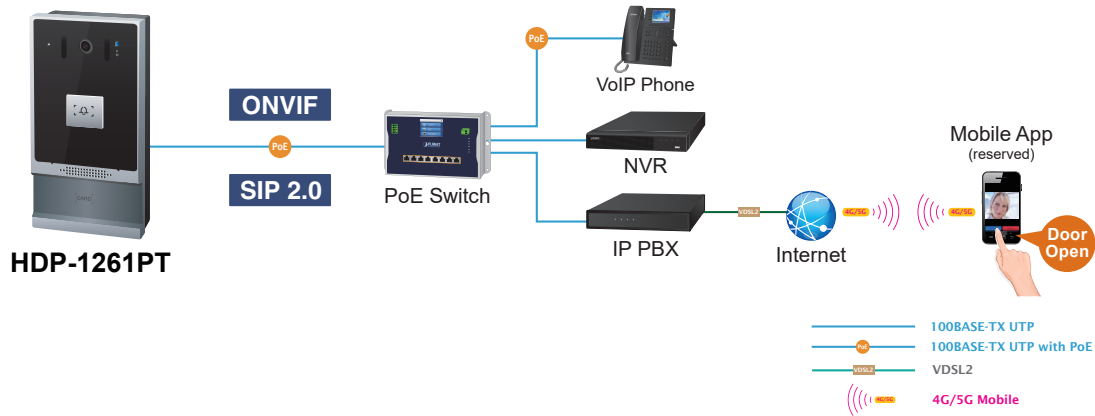 HDP-1261PT
CARD
ONVIF
PoE
SIP 2.0
PLANET
PoE Switch
PoE
VoIP Phone
NVR
IP PBX
VDSL2
Internet
4G/5G
4G/5G
Mobile App
(reserved)
Door
Open
100BASE-TX UTP
PoE
100BASE-TX UTP with PoE
VDSL2
VDSL2
4G/5G
4G/5G Mobile